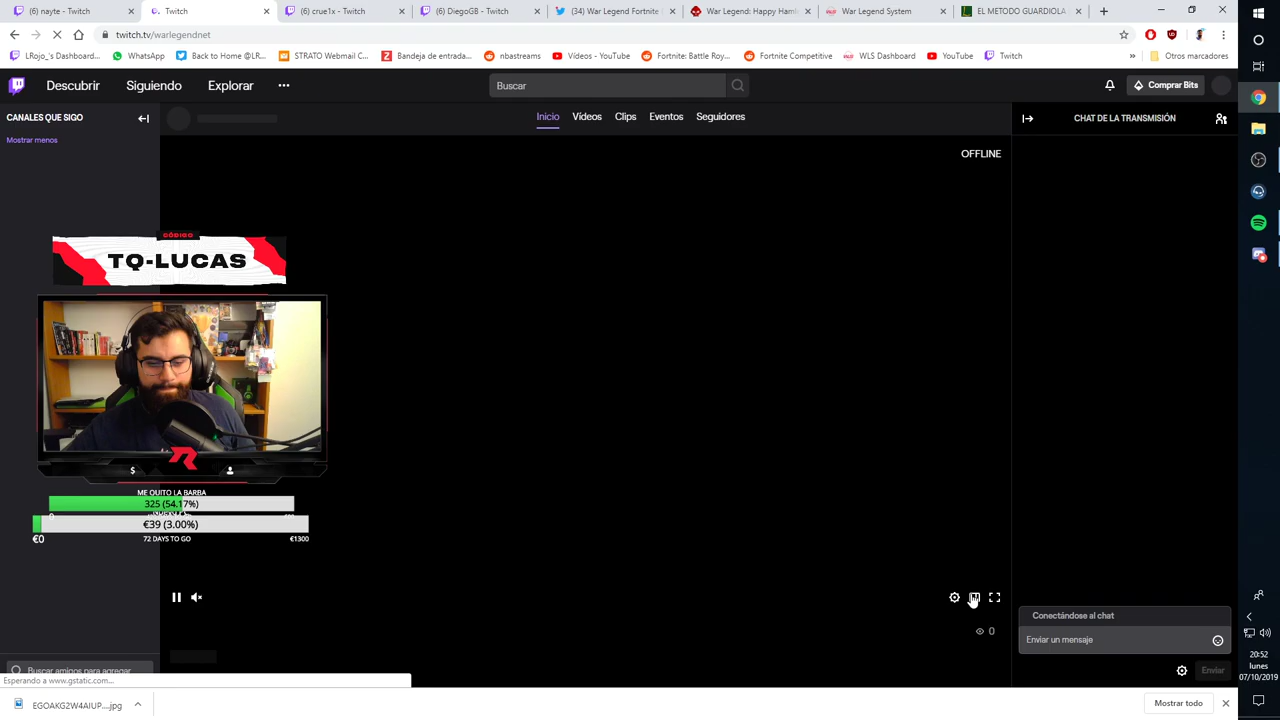 (6) nayte - Twitch
Twitch
(6) crue1x - Twitch
(6) DiegoGB - Twitch
(34) War Legend Fortnite
War Legend: Happy Ham
War Legend System
EL METODO GUARDIOLA
twitch.tv/warlegendnet
LRojo_'s Dashboard...
WhatsApp
Back to Home @LR...
STRATO Webmail C...
Bandeja de entrada...
nbastreams
Vídeos - YouTube
Fortnite: Battle Roy...
Fortnite Competitive
WLS Dashboard
YouTube
Twitch
»
Otros marcadores
Descubrir
Siguiendo
Explorar
Buscar
Comprar Bits
CANALES QUE SIGO
Mostrar menos
Inicio
Vídeos
Clips
Eventos
Seguidores
CHAT DE LA TRANSMISIÓN
OFFLINE
CÓDIGO
TQ-LUCAS
$
ME QUITO LA BARBA
325 (54.17%)
0
€39 (3.00%)
€0
72 DAYS TO GO
€1300
0
Conectándose al chat
Enviar un mensaje
Enviar
Buscar amigos para agregar
Esperando a www.gstatic.com...
EGOAKG2W4AIUP....jpg
Mostrar todo
20:52
lunes
07/10/2019